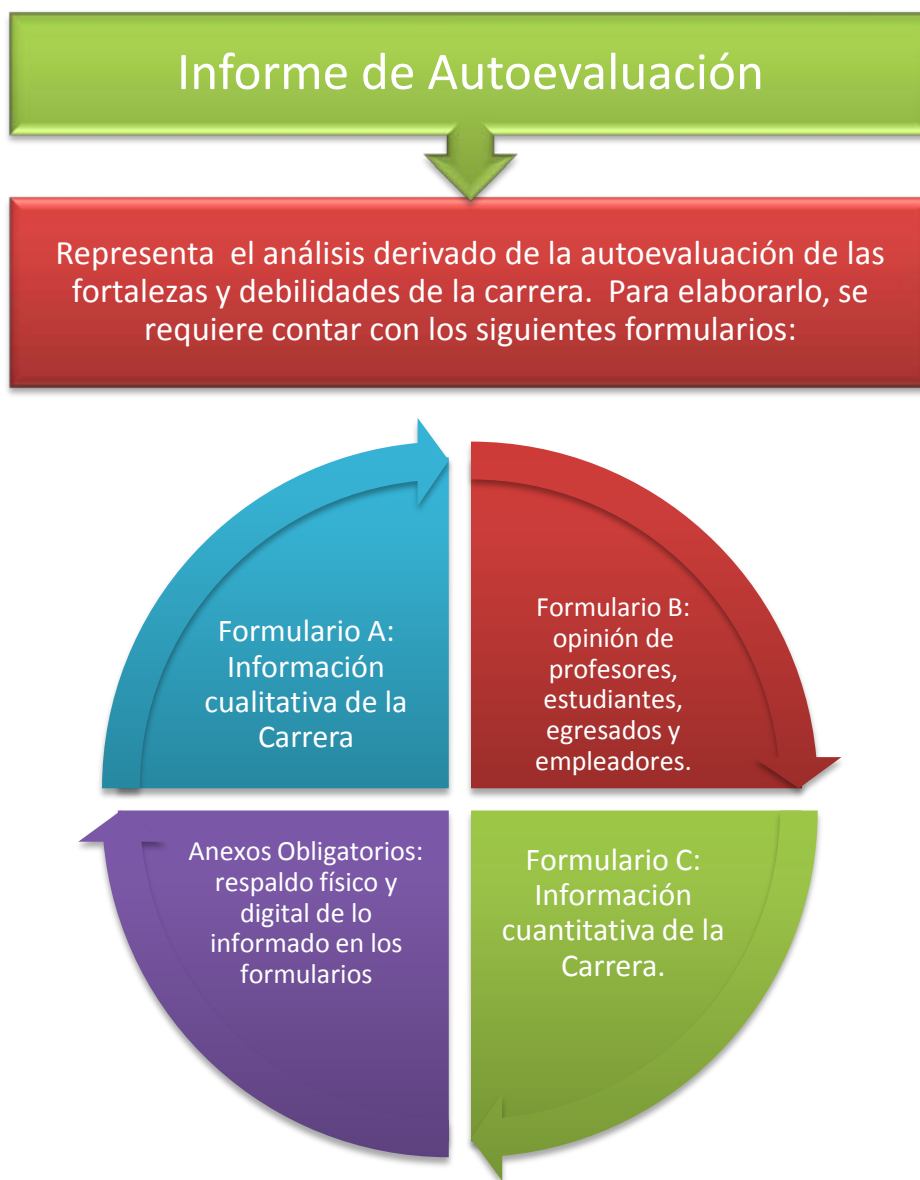 Informe de Autoevaluación
Representa  el análisis derivado de la autoevaluación de las
fortalezas y debilidades de la carrera.  Para elaborarlo, se
requiere contar con los siguientes formularios:
Formulario A:
Información
cualitativa de la
Carrera
Formulario B:
opinión de
profesores,
estudiantes,
egresados y
empleadores.
Anexos Obligatorios:
respaldo físico y
digital de lo
informado en los
formularios
Formulario C:
Información
cuantitativa de la
Carrera.